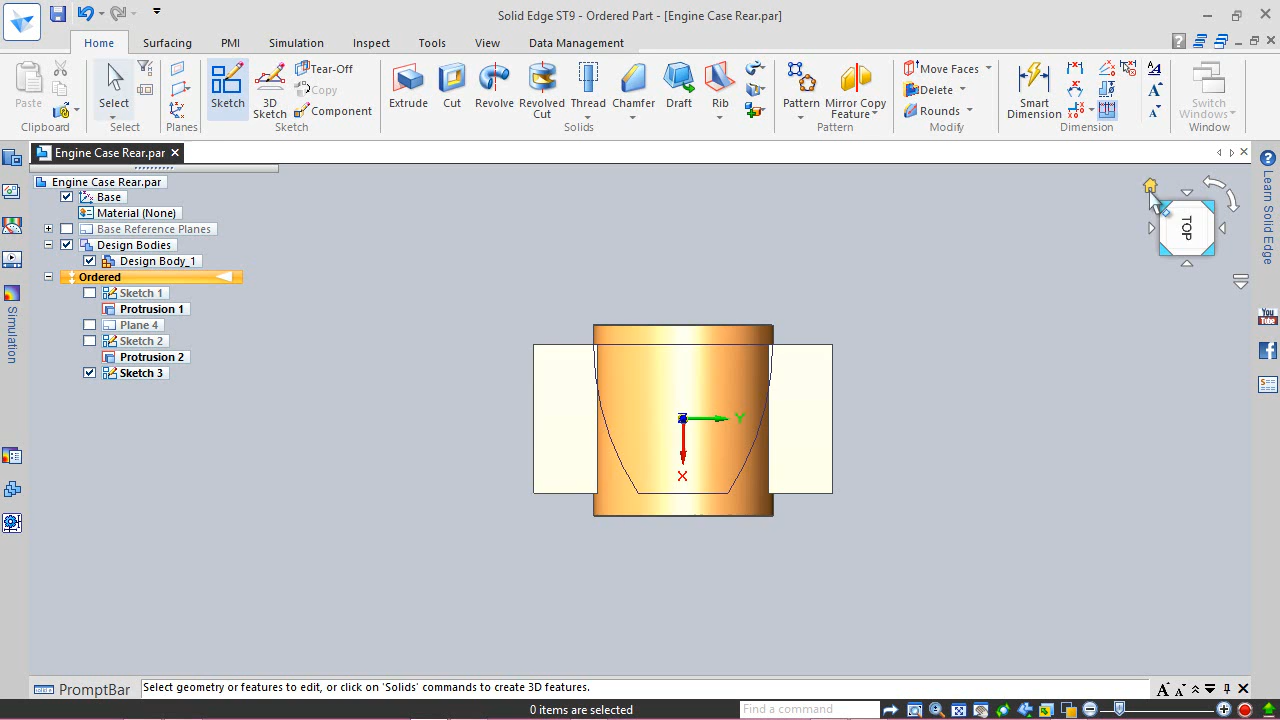 Solid Edge ST9 - Ordered Part - [Engine Case Rear.par]
Home Surfacing PMI Simulation Inspect Tools View Data Management
Paste
Clipboard
Select
Select
Planes
Sketch
3D Sketch
Tear-Off
Copy
Component
Sketch
Extrude Cut Revolve Revolved Cut Thread Chamfer Draft Rib
Solids
Pattern Mirror Copy Feature
Pattern
Move Faces
Delete
Rounds
Modify
Smart Dimension
Dimension
Switch Windows
Window
Engine Case Rear.par
Engine Case Rear.par
Base
Material (None)
Base Reference Planes
Design Bodies
Design Body_1
Ordered
Sketch 1
Protrusion 1
Plane 4
Sketch 2
Protrusion 2
Sketch 3
Simulation
TOP
Y
X
Z
Learn Solid Edge
You Tube
PromptBar
Select geometry or features to edit, or click on 'Solids' commands to create 3D features.
0 items are selected
Find a command